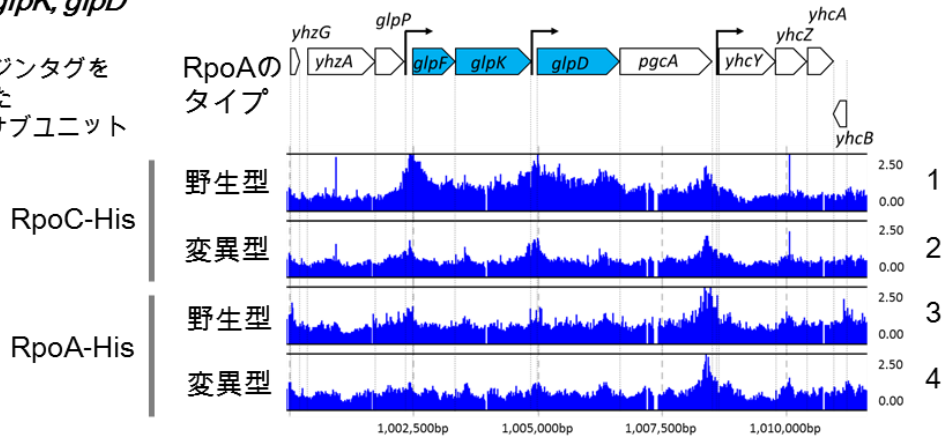 glpK, glpD
glpP
yhcA
yhzG
yhcZ
yhzA
glpF
glpK
glpD
pgcA
yhcY
yhcB
ジンタグを
サブユニット
RpoAの
タイプ
RpoC-His
野生型
2.50
0.00
1
変異型
2.50
0.00
2
RpoA-His
野生型
2.50
0.00
3
変異型
2.50
0.00
4
1,002,500bp
1,005,000bp
1,007,500bp
1,010,000bp